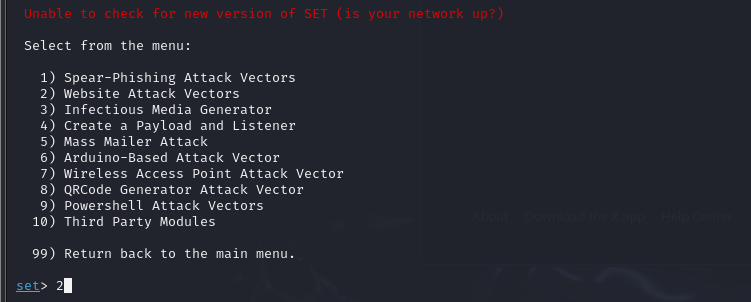 Unable to check for new version of SET (is your network up?)
Select from the menu:
1) Spear-Phishing Attack Vectors
2) Website Attack Vectors
3) Infectious Media Generator
4) Create a Payload and Listener
5) Mass Mailer Attack
6) Arduino-Based Attack Vector
7) Wireless Access Point Attack Vector
8) QRCode Generator Attack Vector
9) Powershell Attack Vectors
10) Third Party Modules
About Download the X app Help Center
99) Return back to the main menu.
set> 2